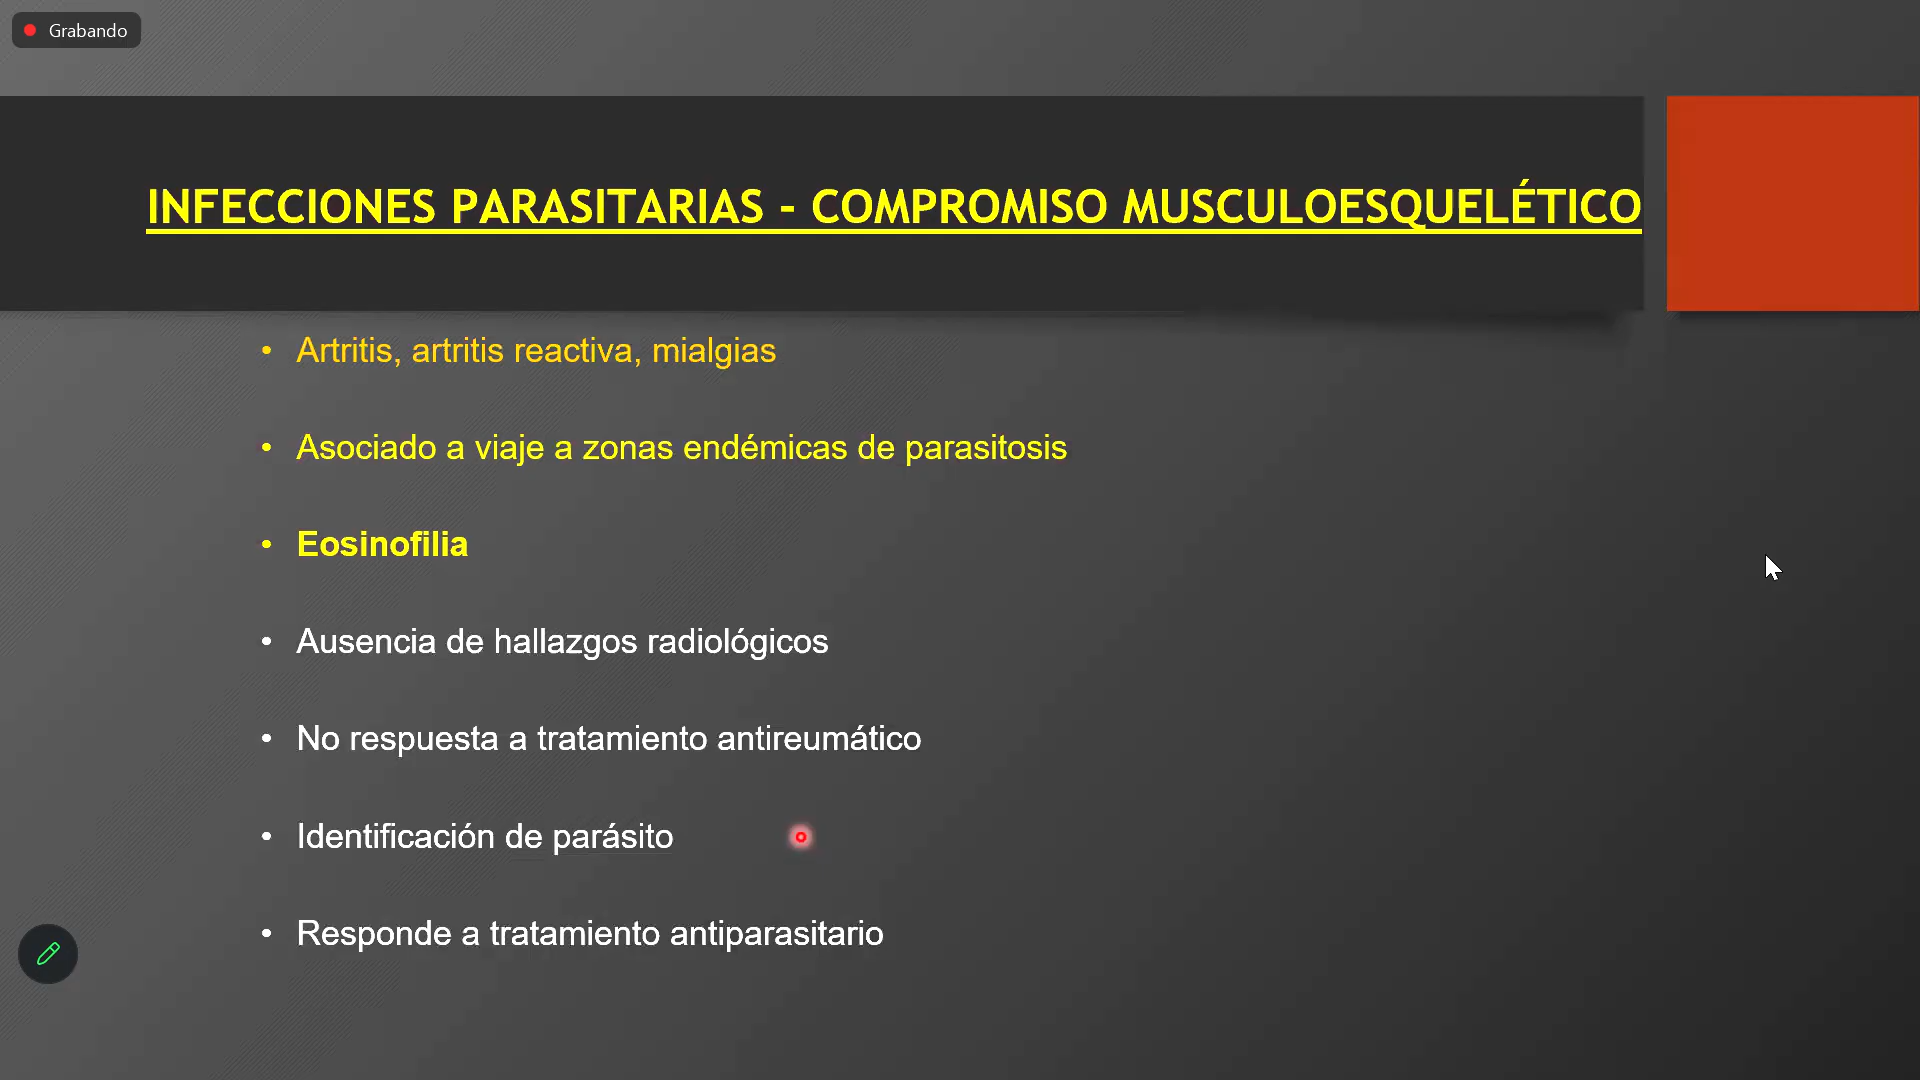 Grabando
INFECCIONES PARASITARIAS - COMPROMISO MUSCULOESQUELÉTICO
• Artritis, artritis reactiva, mialgias
• Asociado a viaje a zonas endémicas de parasitosis
• Eosinofilia
• Ausencia de hallazgos radiológicos
• No respuesta a tratamiento antireumático
• Identificación de parásito
• Responde a tratamiento antiparasitario